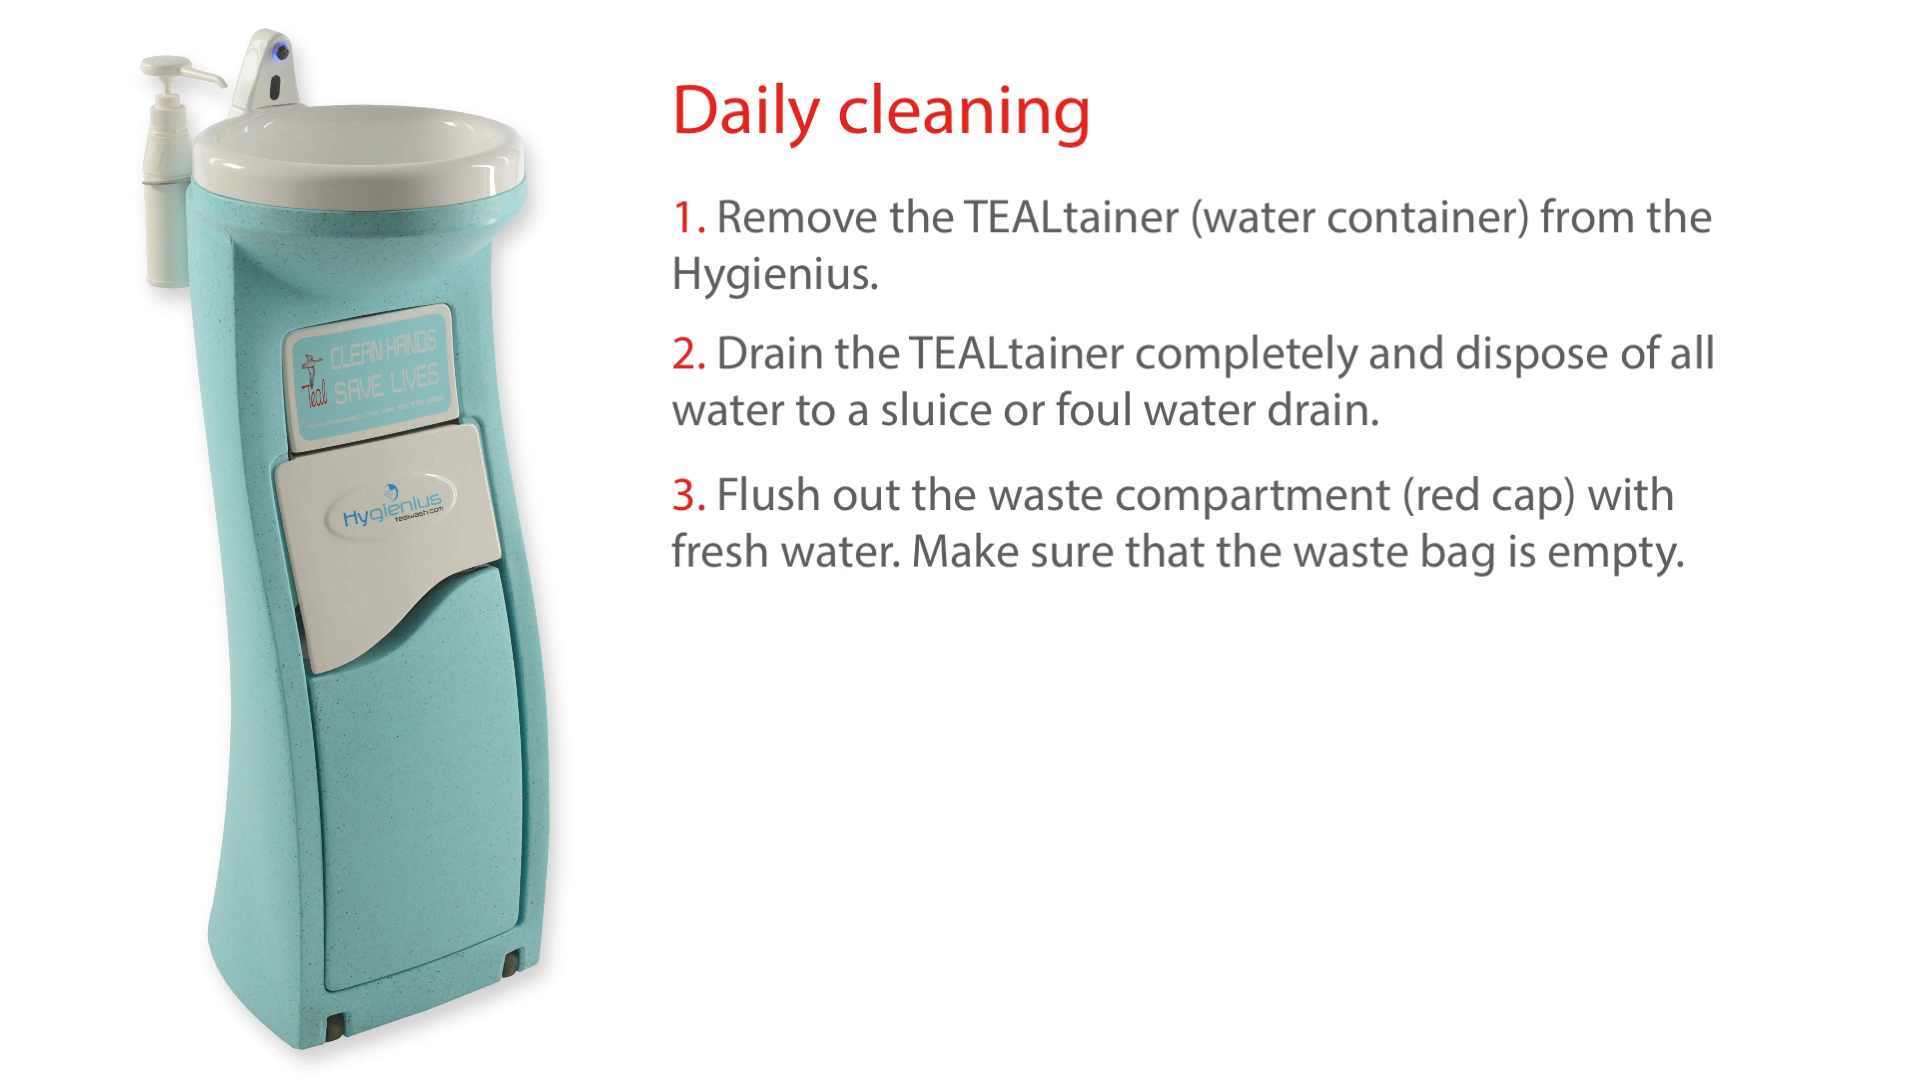 Daily cleaning
1. Remove the TEALtainer (water container) from the
Hygienius.
2. Drain the TEALtainer completely and dispose of all
water to a sluice or foul water drain.
3. Flush out the waste compartment (red cap) with
fresh water. Make sure that the waste bag is empty.
CLEAN HANDS
SAVE LIVES
Teal
Hygienius
tealwash.com